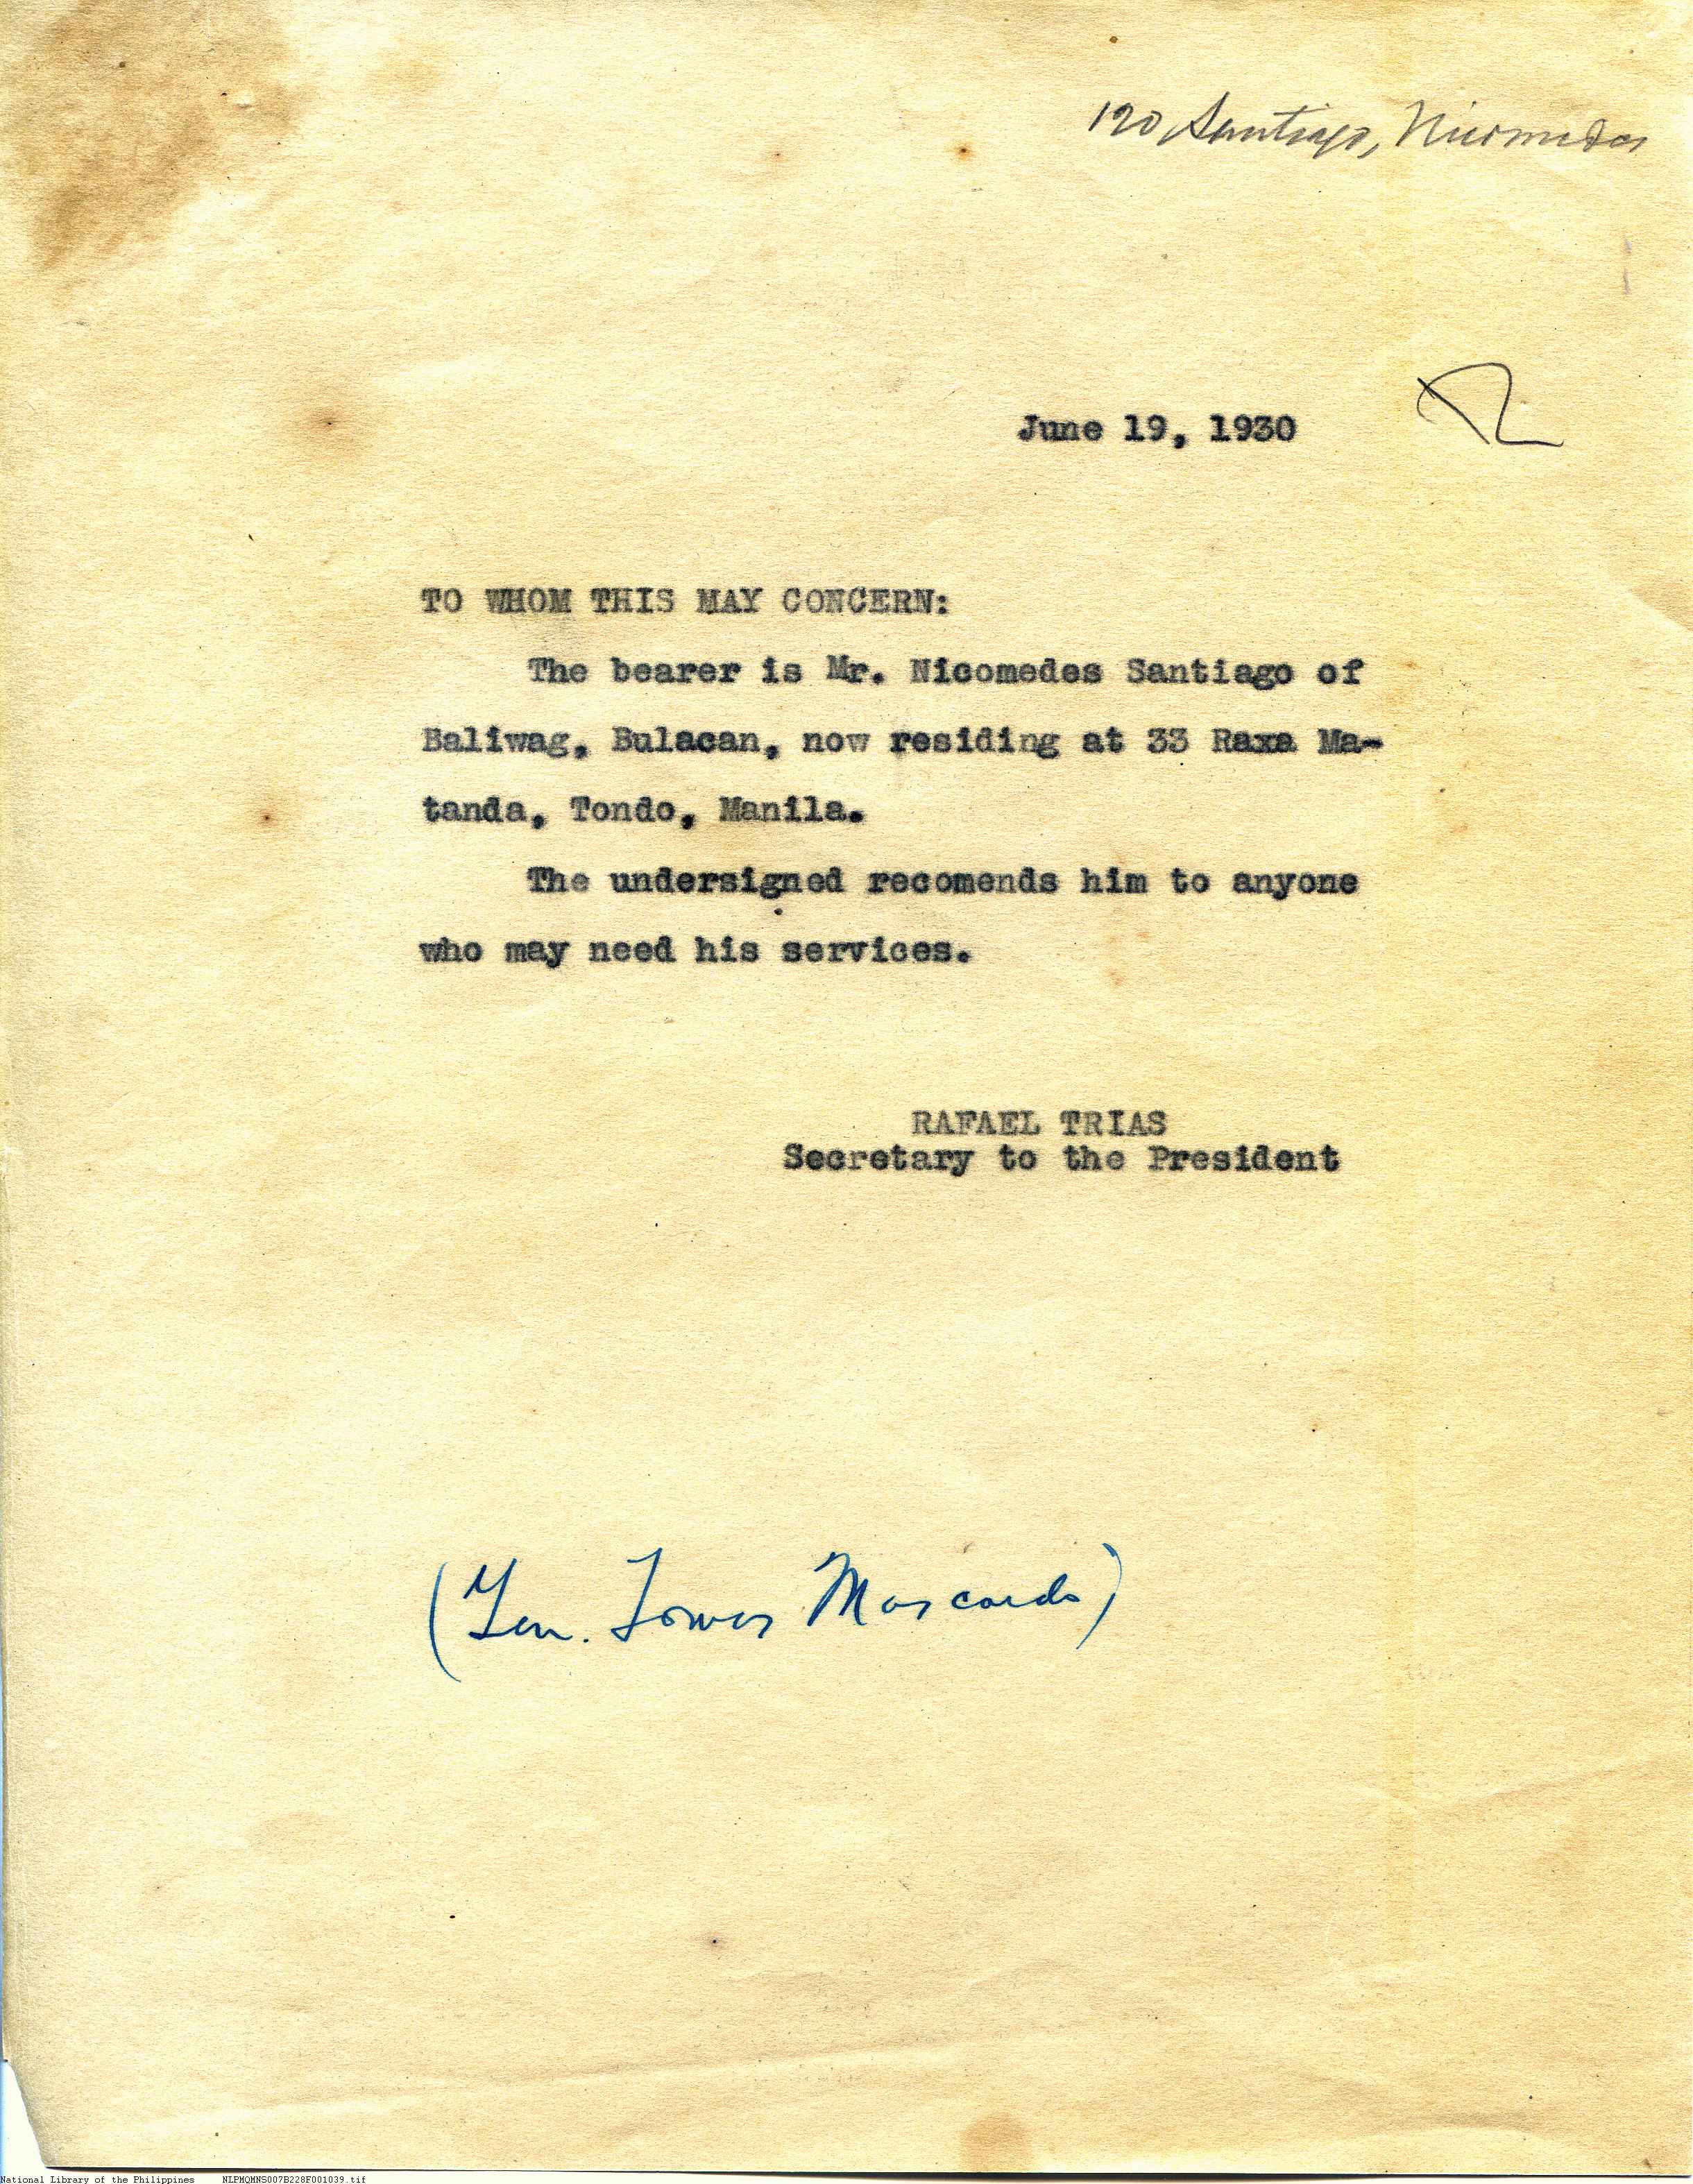 120 Santiago, Nicomedes
June 19, 1930
TO WHOM THIS MAY CONCERN:
The bearer is Mr. Nicomedes Santiago of
Baliwag, Bulacan, now residing at 33 Raxa Ma-
tanda, Tondo, Manila.
The undersigned recomends him to anyone
who may need his services.
RAFAEL TRIAS
Secretary to the President
(Gen. Tomas Mascardo)
National Library of the Philippines NLPMQMNS007B228F001039.tif